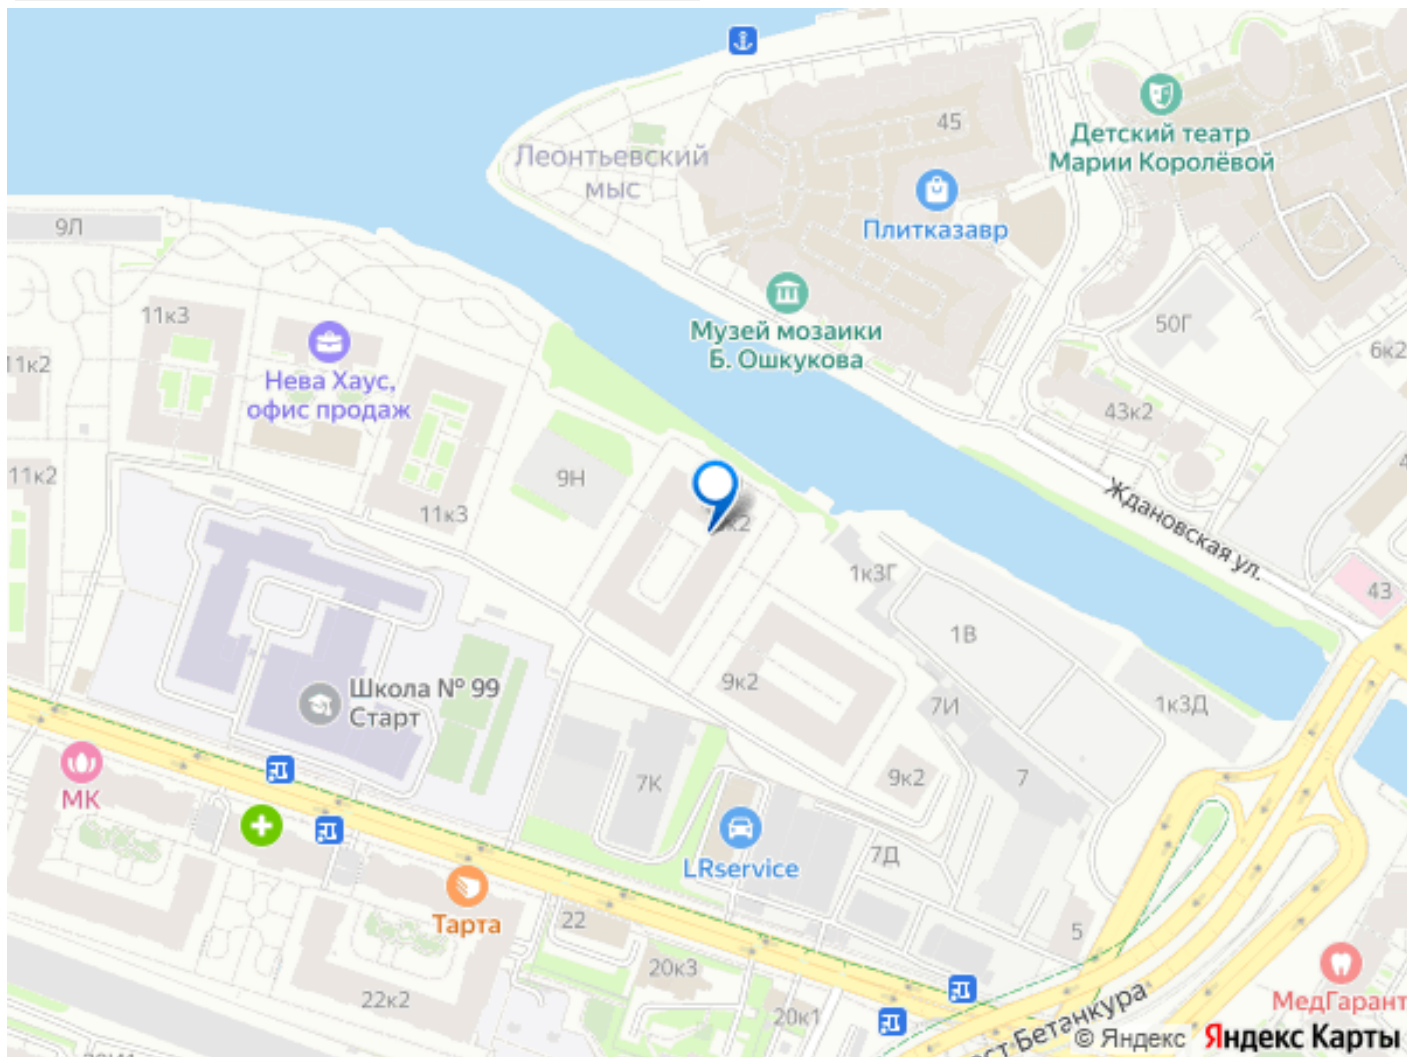 45
Детский театр
Марии Королёвой
Леонтьевский
мыс
Плитказавр
9Л
11к3
50Г
Музей мозаики
Б. Ошкукова
6к2
11к2
Нева Хаус,
офис продаж
43к2
11к2
9Н
11к3
Ждановская ул.
1к3Г
43
1В
Школа № 99
Старт
9к2
7И
1к3Д
МК
7К
9к2
7
LRservice
7Д
Тарта
22
5
20к3
22к2
20к1
МедГарант
Бетанкура
© Яндекс
Яндекс Карты